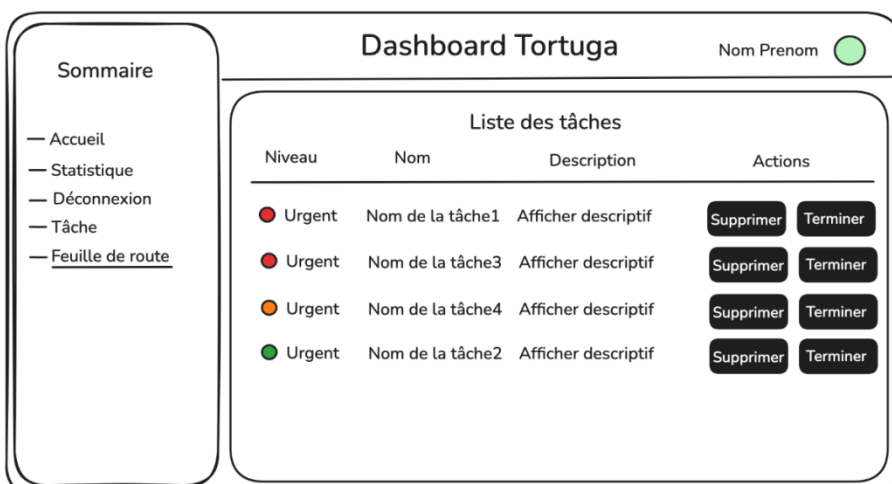 Dashboard Tortuga
Nom Prenom
Sommaire
Accueil
Statistique
Déconnexion
Tâche
Feuille de route
Liste des tâches
Niveau Nom Description Actions
Urgent Nom de la tâche1 Afficher descriptif Supprimer Terminer
Urgent Nom de la tâche3 Afficher descriptif Supprimer Terminer
Urgent Nom de la tâche4 Afficher descriptif Supprimer Terminer
Urgent Nom de la tâche2 Afficher descriptif Supprimer Terminer